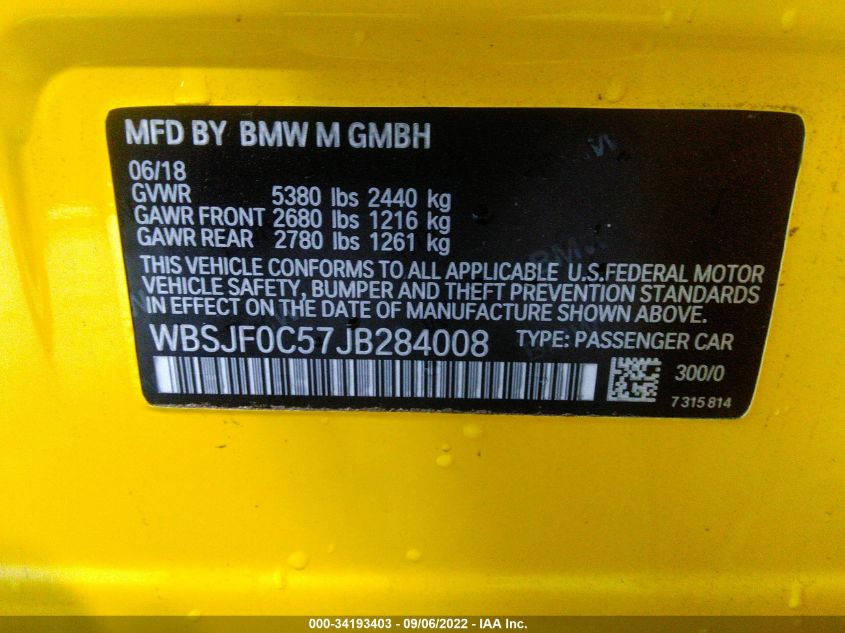 MFD BY BMW M GMBH
06/18
GVWR 5380 lbs 2440 kg
GAWR FRONT 2680 lbs 1216 kg
GAWR REAR 2780 lbs 1261 kg
THIS VEHICLE CONFORMS TO ALL APPLICABLE U.S.FEDERAL MOTOR
VEHICLE SAFETY, BUMPER AND THEFT PREVENTION STANDARDS
IN EFFECT ON THE DATE OF MANUFACTURE SHOWN ABOVE.
WBSJF0C57JB284008 TYPE: PASSENGER CAR
300/0
7 315 814
000-34193403 - 09/06/2022 - IAA Inc.